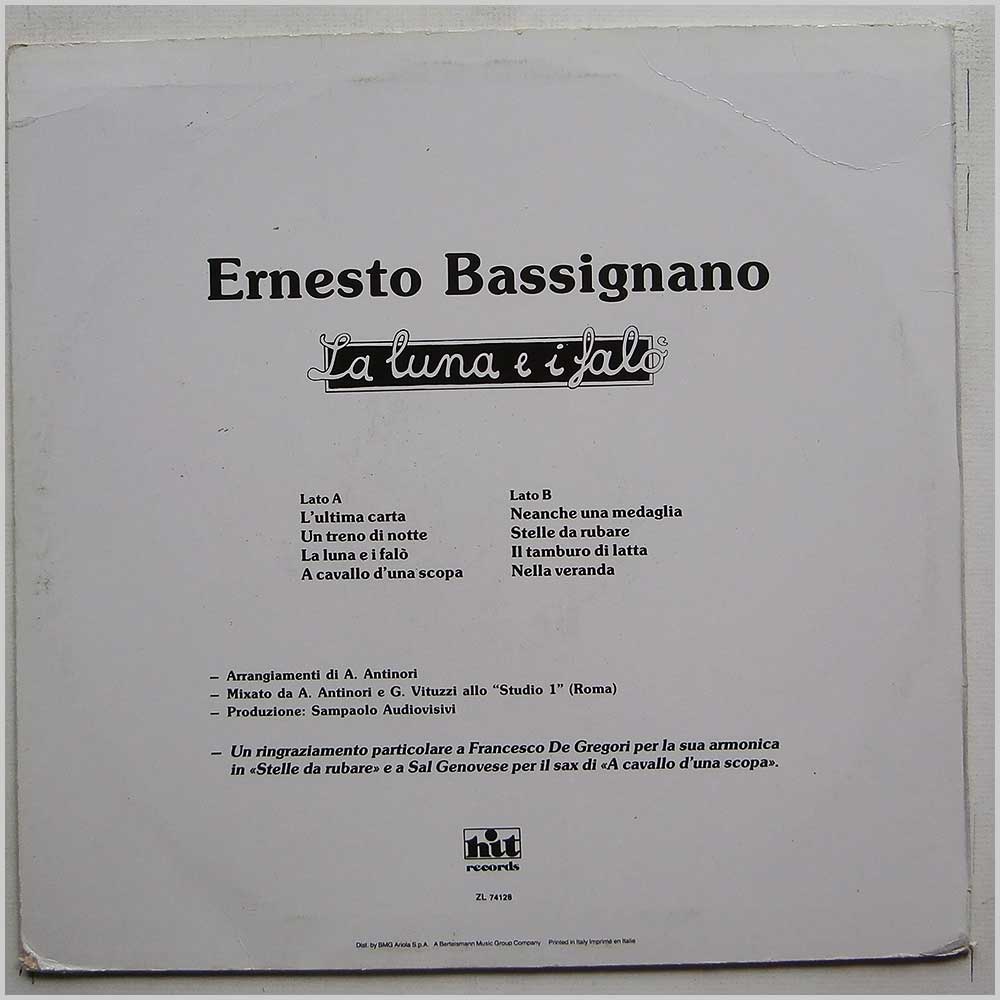 Ernesto Bassignano
La luna e i falò
Lato A
L'ultima carta
Un treno di notte
La luna e i falò
A cavallo d'una scopa
Lato B
Neanche una medaglia
Stelle da rubare
Il tamburo di latta
Nella veranda
– Arrangiamenti di A. Antinori
– Mixato da A. Antinori e G. Vituzzi allo "Studio 1" (Roma)
– Produzione: Sampaolo Audiovisivi
– Un ringraziamento particolare a Francesco De Gregori per la sua armonica
in «Stelle da rubare» e a Sal Genovese per il sax di «A cavallo d'una scopa».
hit
records
ZL 74128
Dist. by BMG Ariola S.p.A. A Bertelsmann Music Group Company Printed in Italy Imprimé en Italie